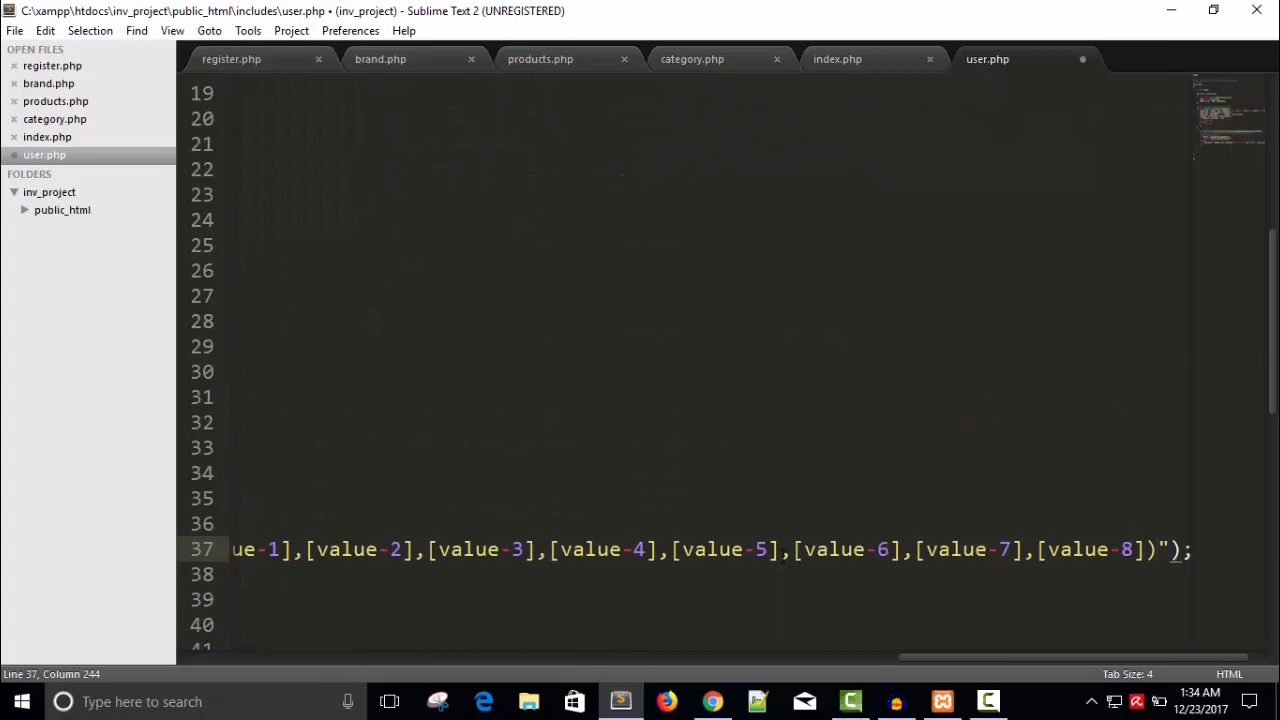 C:\xampp\htdocs\inv_project\public_html\includes\user.php • (inv_project) - Sublime Text 2 (UNREGISTERED)
File Edit Selection Find View Goto Tools Project Preferences Help
OPEN FILES
register.php
brand.php
products.php
category.php
index.php
user.php
FOLDERS
inv_project
public_html
register.php brand.php products.php category.php index.php user.php
19
20
21
22
23
24
25
26
27
28
29
30
31
32
33
34
35
36
37 ue-1],[value-2],[value-3],[value-4],[value-5],[value-6],[value-7],[value-8])");
38
39
40
41
Line 37, Column 244 Tab Size: 4 HTML
Type here to search
1:34 AM
12/23/2017